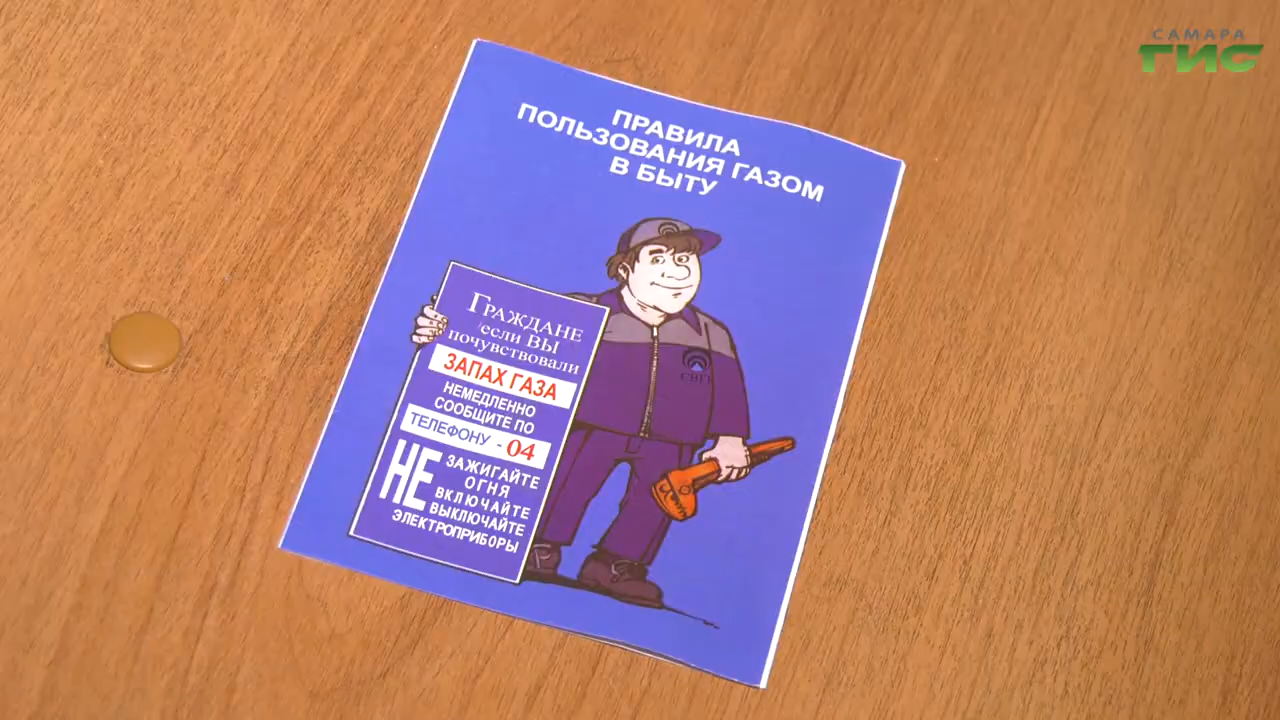 САМАРА
ГИС
ПРАВИЛА
ПОЛЬЗОВАНИЯ ГАЗОМ
В БЫТУ
ГРАЖДАНЕ
если ВЫ
почувствовали
ЗАПАХ ГАЗА
НЕМЕДЛЕННО
СООБЩИТЕ ПО
ТЕЛЕФОНУ - 04
НЕ ЗАЖИГАЙТЕ
ОГНЯ
ВКЛЮЧАЙТЕ
ВЫКЛЮЧАЙТЕ
ЭЛЕКТРОПРИБОРЫ